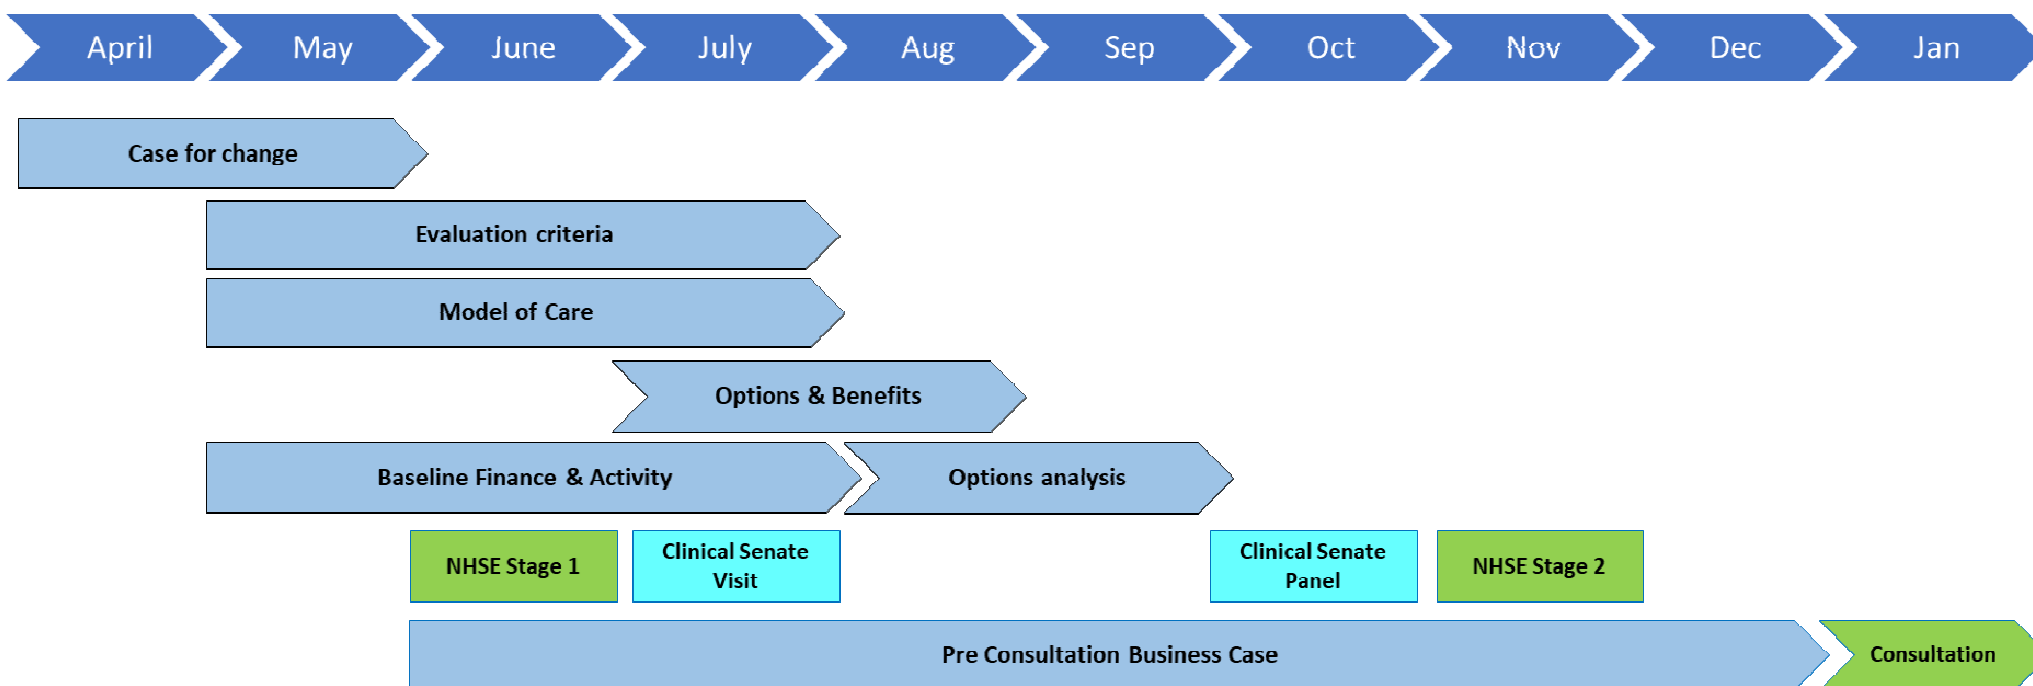 April May June July Aug Sep Oct Nov Dec Jan
Case for change
Evaluation criteria
Model of Care
Options & Benefits
Baseline Finance & Activity Options analysis
NHSE Stage 1
Clinical Senate
Visit
Clinical Senate
Panel
NHSE Stage 2
Pre Consultation Business Case Consultation